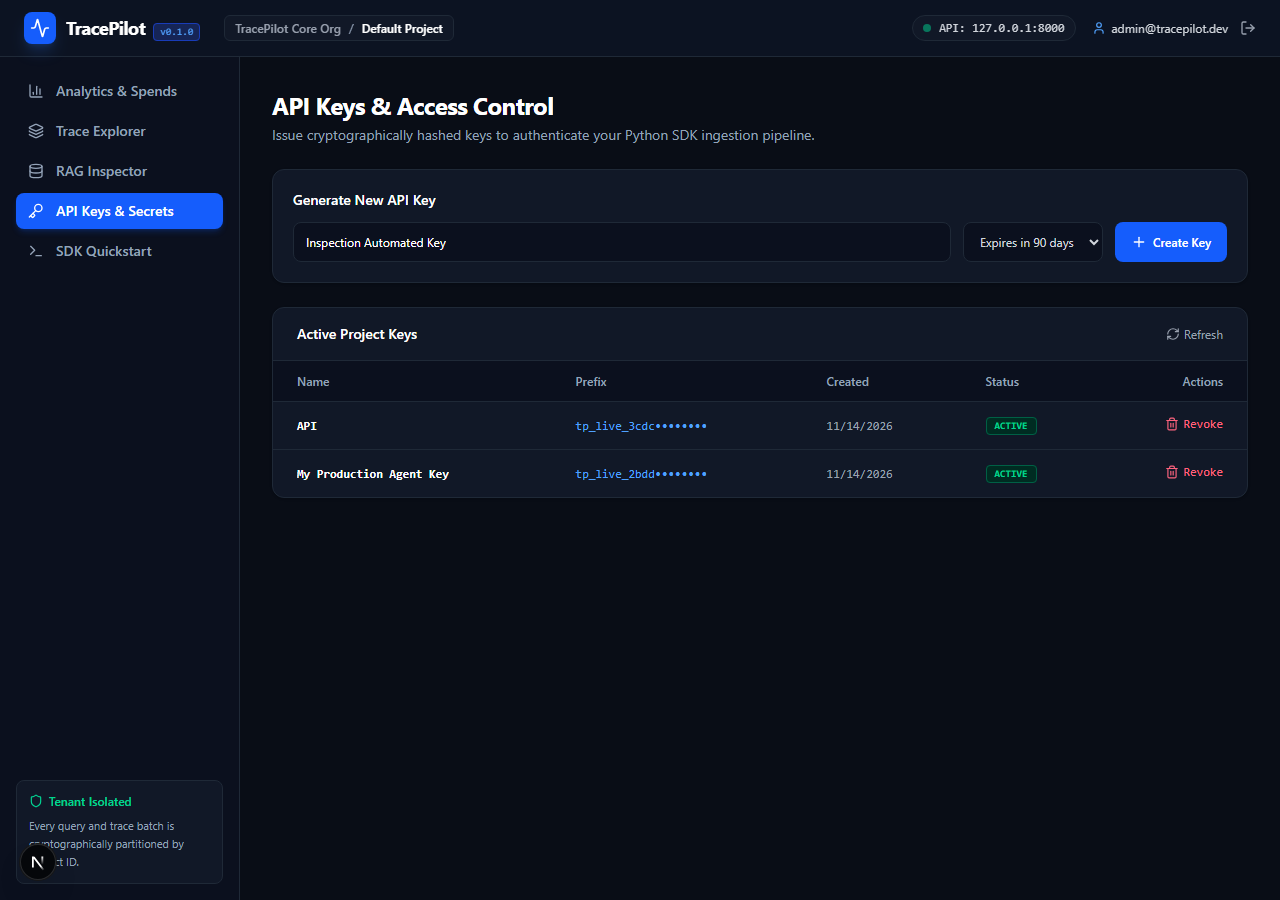 TracePilot v0.1.0
TracePilot Core Org / Default Project
API: 127.0.0.1:8000
admin@tracepilot.dev
Analytics & Spends
Trace Explorer
RAG Inspector
API Keys & Secrets
SDK Quickstart
API Keys & Access Control
Issue cryptographically hashed keys to authenticate your Python SDK ingestion pipeline.
Generate New API Key
Inspection Automated Key
Expires in 90 days
Create Key
Active Project Keys
Refresh
Name Prefix Created Status Actions
API tp_live_3cdc•••••••• 11/14/2026 ACTIVE Revoke
My Production Agent Key tp_live_2bdd•••••••• 11/14/2026 ACTIVE Revoke
Tenant Isolated
Every query and trace batch is
cryptographically partitioned by
N ID.